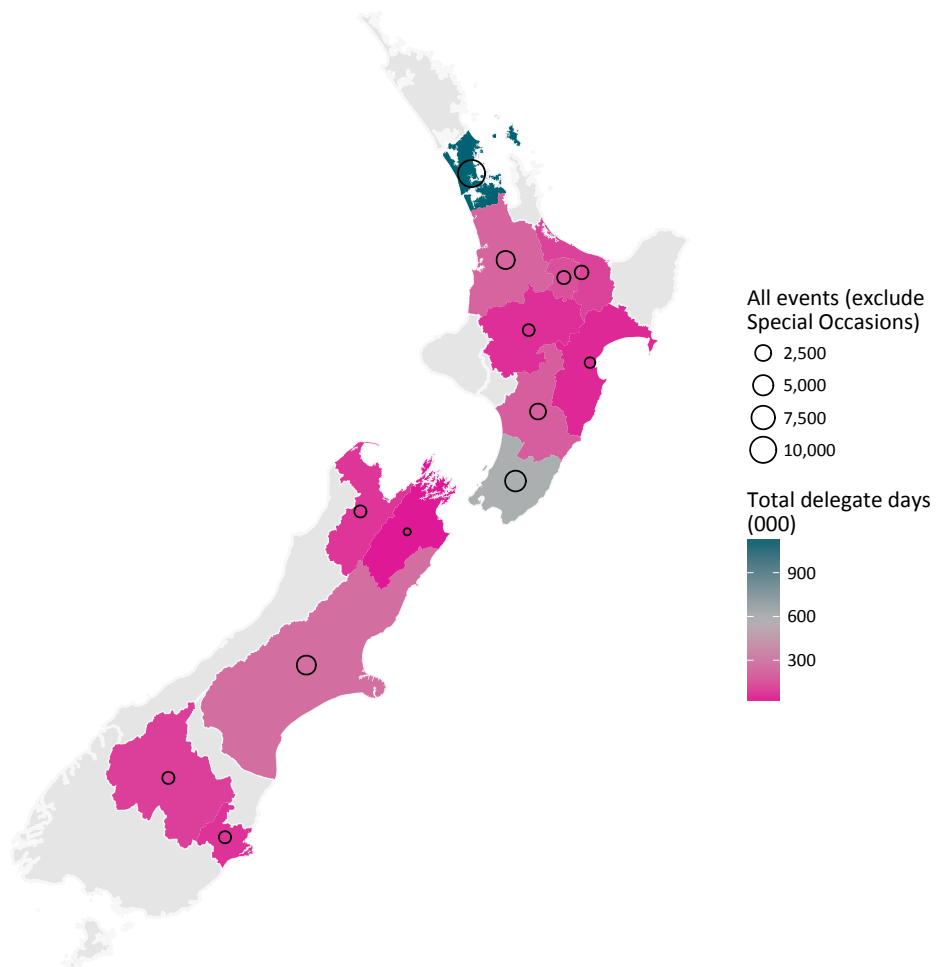 All events (exclude
Special Occasions)
2,500
5,000
7,500
10,000
Total delegate days
(000)
900
600
300